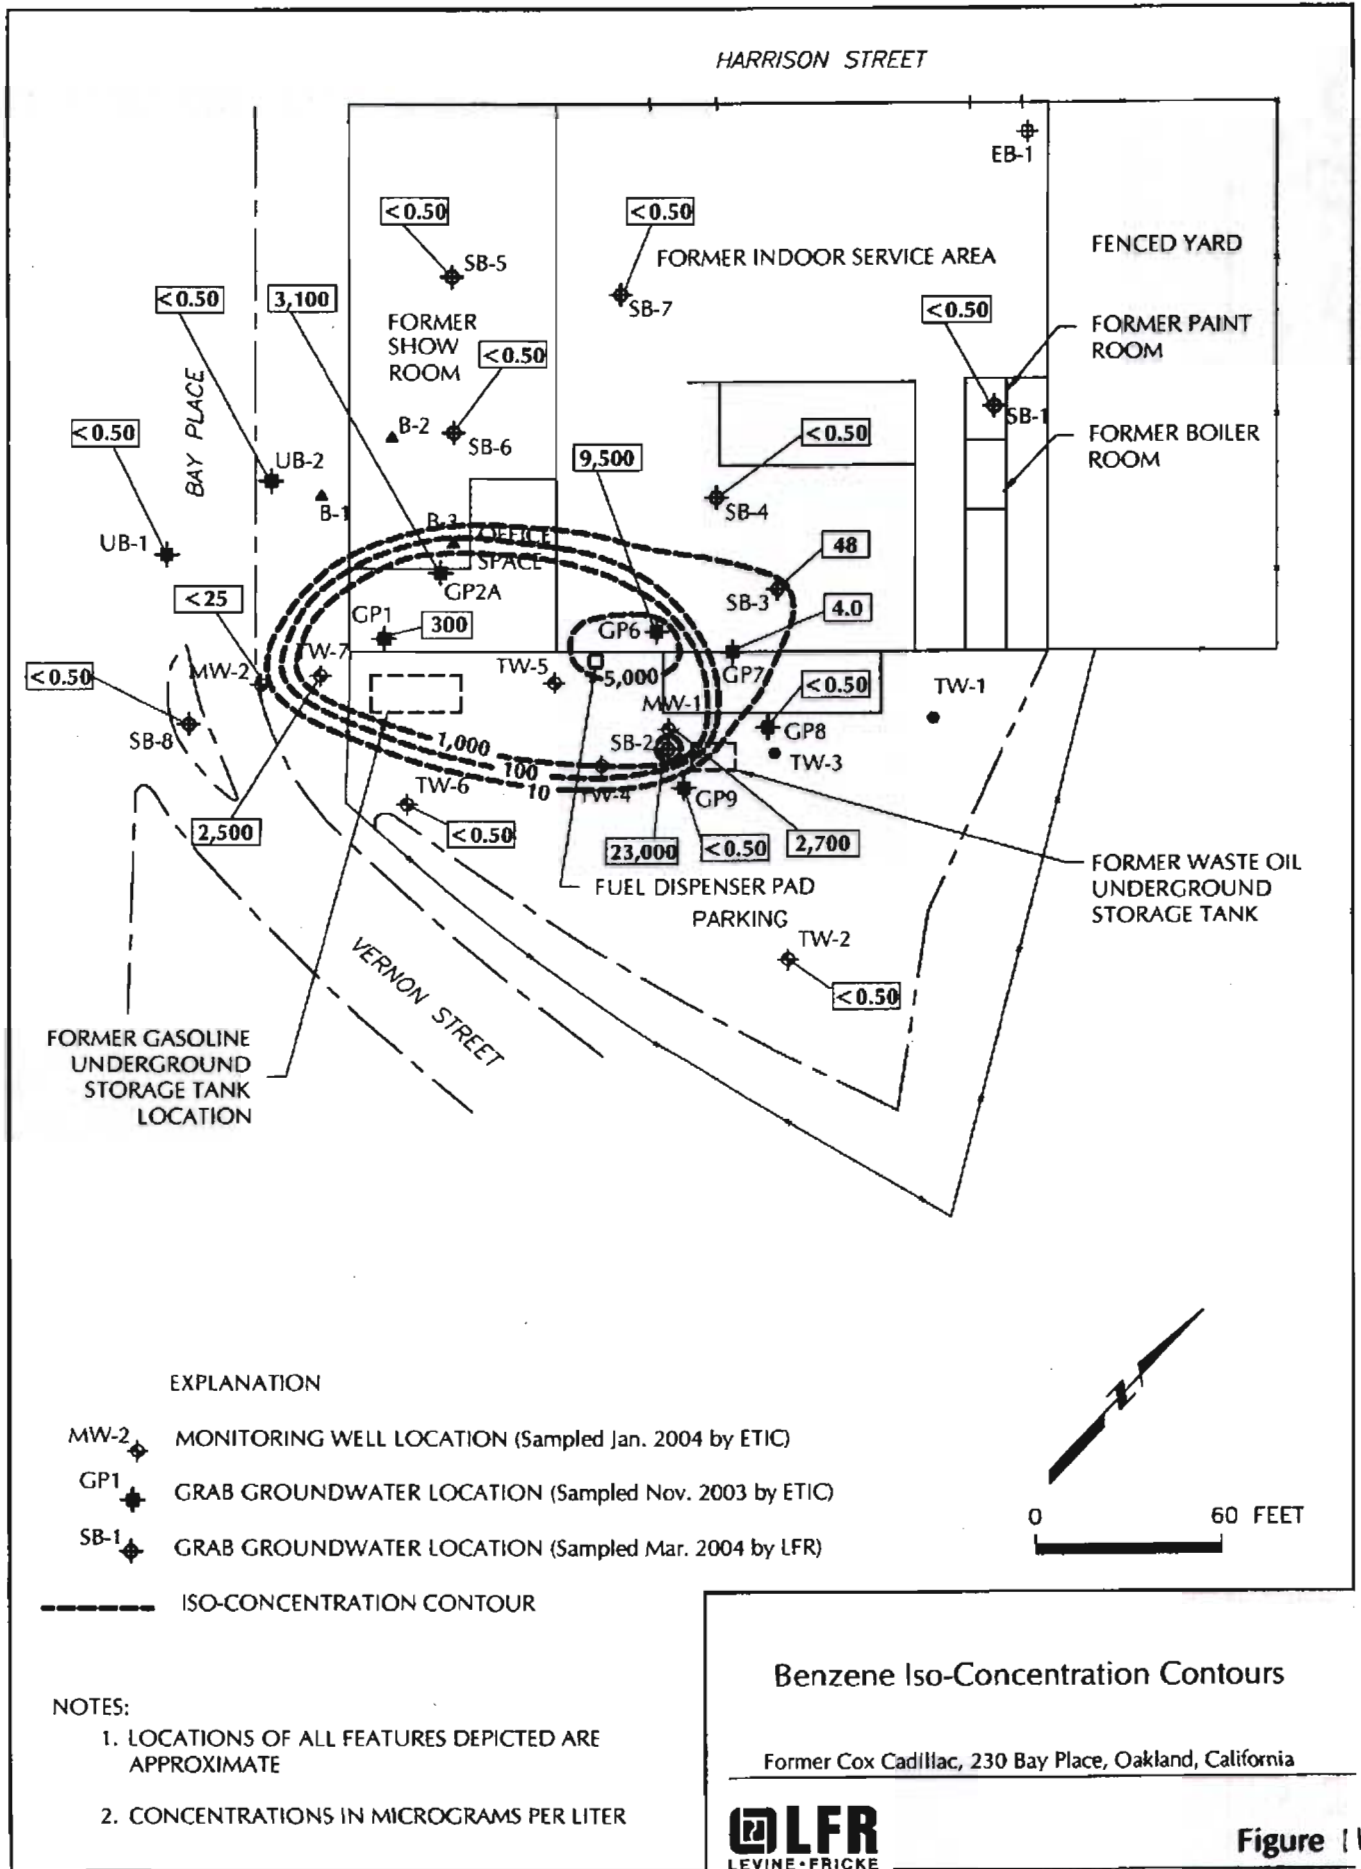 HARRISON STREET
EB-1
<0.50
<0.50
SB-5
FORMER INDOOR SERVICE AREA
FENCED YARD
SB-7
<0.50
3,100
<0.50
FORMER
SHOW
ROOM
<0.50
FORMER PAINT
ROOM
BAY PLACE
<0.50
B-2
SB-6
SB-1
<0.50
9,500
FORMER BOILER
ROOM
UB-2
B-1
SB-4
B-3
OFFICE
SPACE
UB-1
48
<25
GP2A
SB-3
4.0
GP1
300
GP6
TW-7
MW-2
TW-5
5,000
GP7
<0.50
<0.50
TW-1
MW-1
SB-8
1,000
SB-2
GP8
TW-3
100
10
TW-6
TW-4
GP9
2,500
<0.50
23,000
<0.50
2,700
FORMER WASTE OIL
UNDERGROUND
STORAGE TANK
FUEL DISPENSER PAD
PARKING
TW-2
<0.50
VERNON STREET
FORMER GASOLINE
UNDERGROUND
STORAGE TANK
LOCATION
N
EXPLANATION
MW-2 MONITORING WELL LOCATION (Sampled Jan. 2004 by ETIC)
GP1 GRAB GROUNDWATER LOCATION (Sampled Nov. 2003 by ETIC)
SB-1 GRAB GROUNDWATER LOCATION (Sampled Mar. 2004 by LFR)
ISO-CONCENTRATION CONTOUR
0 60 FEET
NOTES:
1. LOCATIONS OF ALL FEATURES DEPICTED ARE
APPROXIMATE
2. CONCENTRATIONS IN MICROGRAMS PER LITER
Benzene Iso-Concentration Contours
Former Cox Cadillac, 230 Bay Place, Oakland, California
LFR
LEVINE•FRICKE
Figure